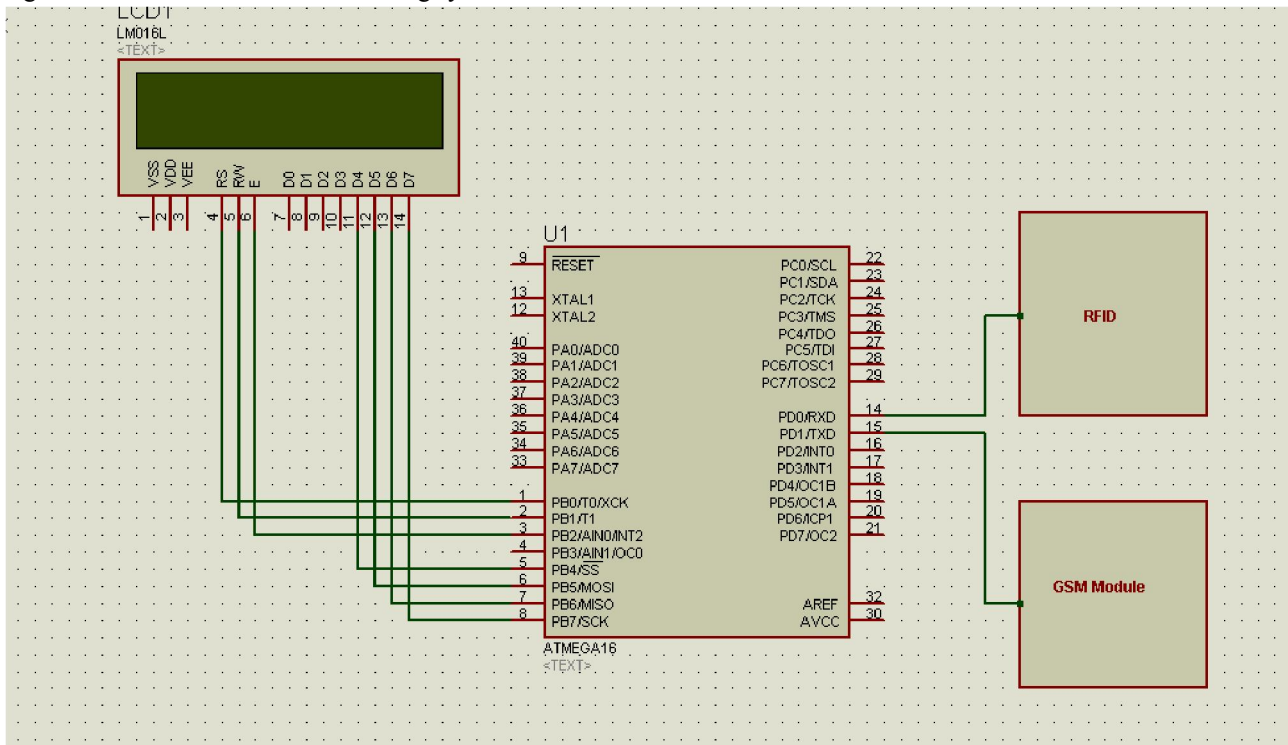 LCD1
LM016L
<TEXT>
VSS
VDD
VEE
RS
RW
E
D0
D1
D2
D3
D4
D5
D6
D7
1
2
3
4
5
6
7
8
9
10
11
12
13
14
U1
9 RESET
13 XTAL1
12 XTAL2
40 PA0/ADC0
39 PA1/ADC1
38 PA2/ADC2
37 PA3/ADC3
36 PA4/ADC4
35 PA5/ADC5
34 PA6/ADC6
33 PA7/ADC7
1 PB0/T0/XCK
2 PB1/T1
3 PB2/AIN0/INT2
4 PB3/AIN1/OC0
5 PB4/SS
6 PB5/MOSI
7 PB6/MISO
8 PB7/SCK
PC0/SCL 22
PC1/SDA 23
PC2/TCK 24
PC3/TMS 25
PC4/TDO 26
PC5/TDI 27
PC6/TOSC1 28
PC7/TOSC2 29
PD0/RXD 14
PD1/TXD 15
PD2/INT0 16
PD3/INT1 17
PD4/OC1B 18
PD5/OC1A 19
PD6/ICP1 20
PD7/OC2 21
AREF 32
AVCC 30
ATMEGA16
<TEXT>
RFID
GSM Module